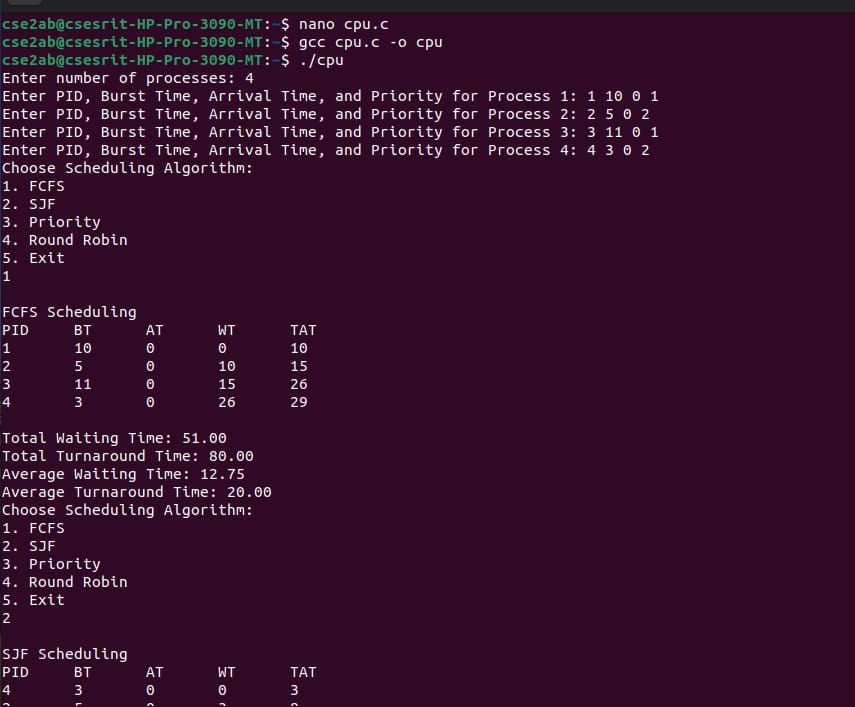 cse2ab@csesrit-HP-Pro-3090-MT:~$ nano cpu.c
cse2ab@csesrit-HP-Pro-3090-MT:~$ gcc cpu.c -o cpu
cse2ab@csesrit-HP-Pro-3090-MT:~$ ./cpu
Enter number of processes: 4
Enter PID, Burst Time, Arrival Time, and Priority for Process 1: 1 10 0 1
Enter PID, Burst Time, Arrival Time, and Priority for Process 2: 2 5 0 2
Enter PID, Burst Time, Arrival Time, and Priority for Process 3: 3 11 0 1
Enter PID, Burst Time, Arrival Time, and Priority for Process 4: 4 3 0 2
Choose Scheduling Algorithm:
1. FCFS
2. SJF
3. Priority
4. Round Robin
5. Exit
1
FCFS Scheduling
PID BT AT WT TAT
1 10 0 0 10
2 5 0 10 15
3 11 0 15 26
4 3 0 26 29
Total Waiting Time: 51.00
Total Turnaround Time: 80.00
Average Waiting Time: 12.75
Average Turnaround Time: 20.00
Choose Scheduling Algorithm:
1. FCFS
2. SJF
3. Priority
4. Round Robin
5. Exit
2
SJF Scheduling
PID BT AT WT TAT
4 3 0 0 3